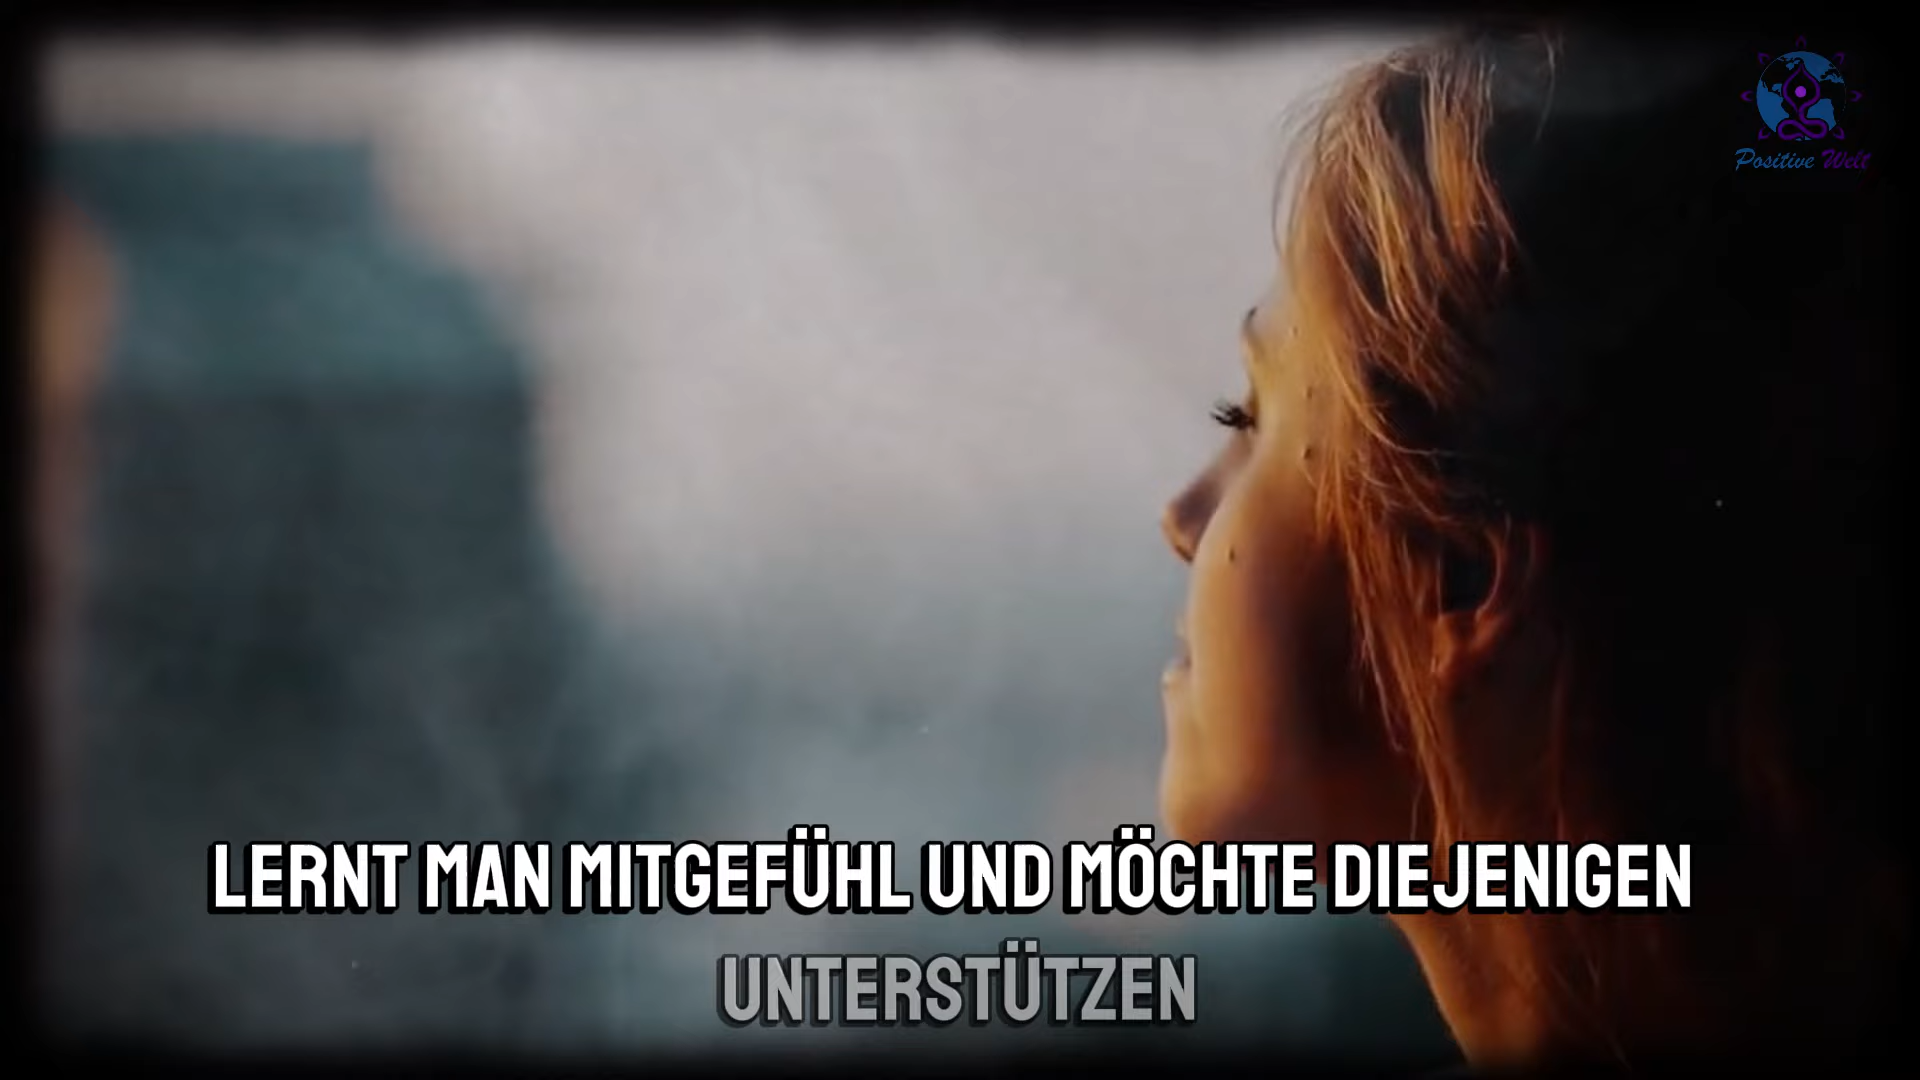 Positive Welt
LERNT MAN MITGEFÜHL UND MÖCHTE DIEJENIGEN
UNTERSTÜTZEN